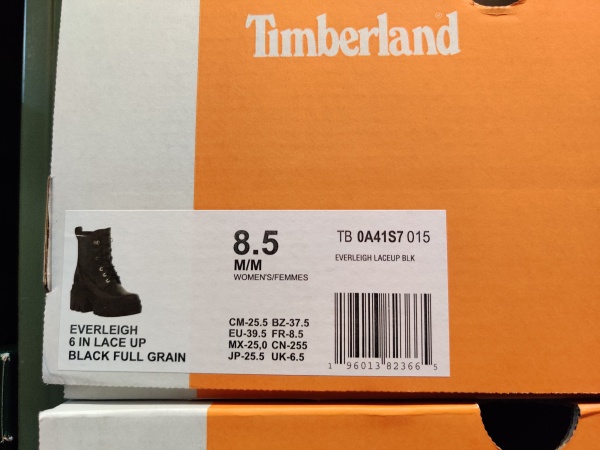 Timberland
8.5
M/M
WOMEN'S/FEMMES
TB 0A41S7 015
EVERLEIGH LACEUP BLK
EVERLEIGH
6 IN LACE UP
BLACK FULL GRAIN
CM-25.5 BZ-37.5
EU-39.5 FR-8.5
MX-25,0 CN-255
JP-25.5 UK-6.5
1 96013 82366 5